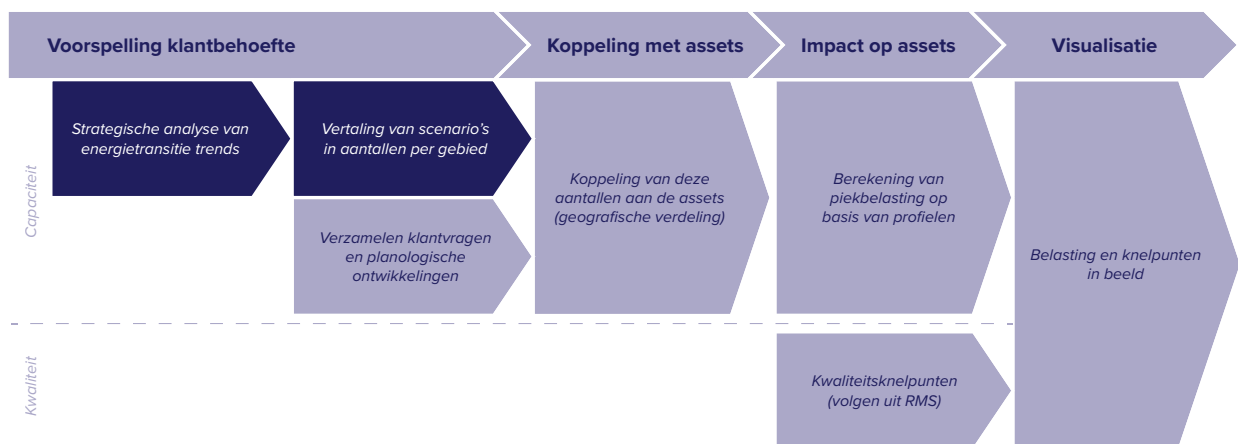 Voorspelling klantbehoefte
Koppeling met assets
Impact op assets
Visualisatie
Capaciteit
Strategische analyse van
energietransitie trends
Vertaling van scenario's
in aantallen per gebied
Verzamelen klantvragen
en planologische
ontwikkelingen
Koppeling van deze
aantallen aan de assets
(geografische verdeling)
Berekening van
piekbelasting op
basis van profielen
Belasting en knelpunten
in beeld
Kwaliteit
Kwaliteitsknelpunten
(volgen uit RMS)